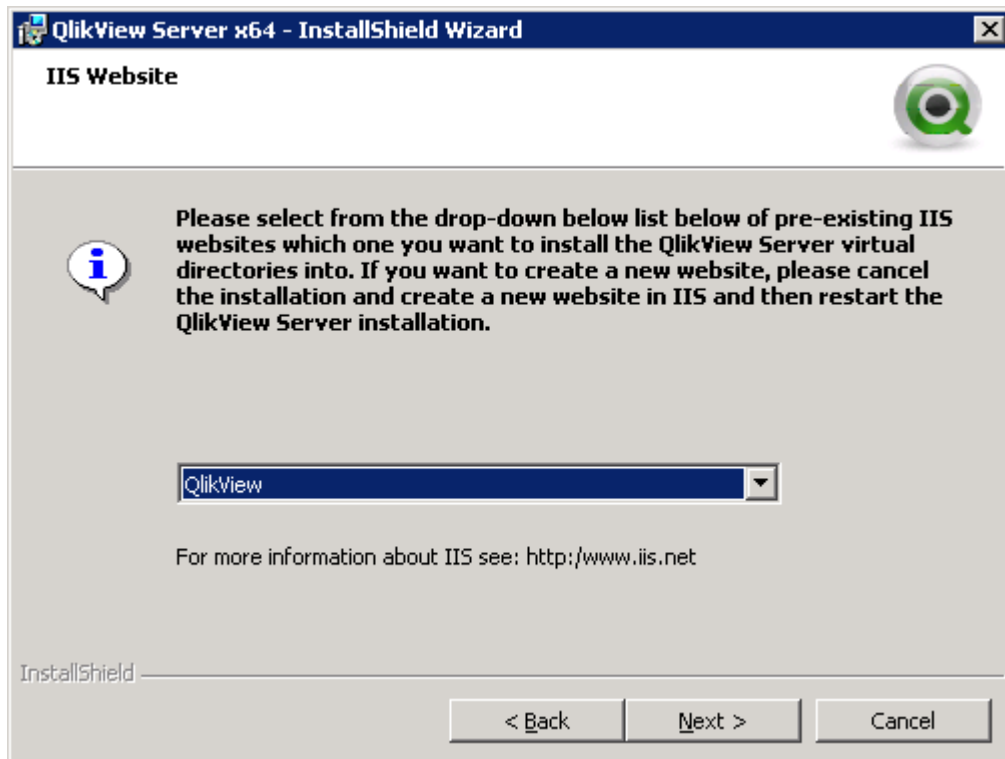 QlikView Server x64 - InstallShield Wizard
IIS Website
Please select from the drop-down below list below of pre-existing IIS
websites which one you want to install the QlikView Server virtual
directories into. If you want to create a new website, please cancel
the installation and create a new website in IIS and then restart the
QlikView Server installation.
QlikView
For more information about IIS see: http:/www.iis.net
InstallShield
< Back
Next >
Cancel